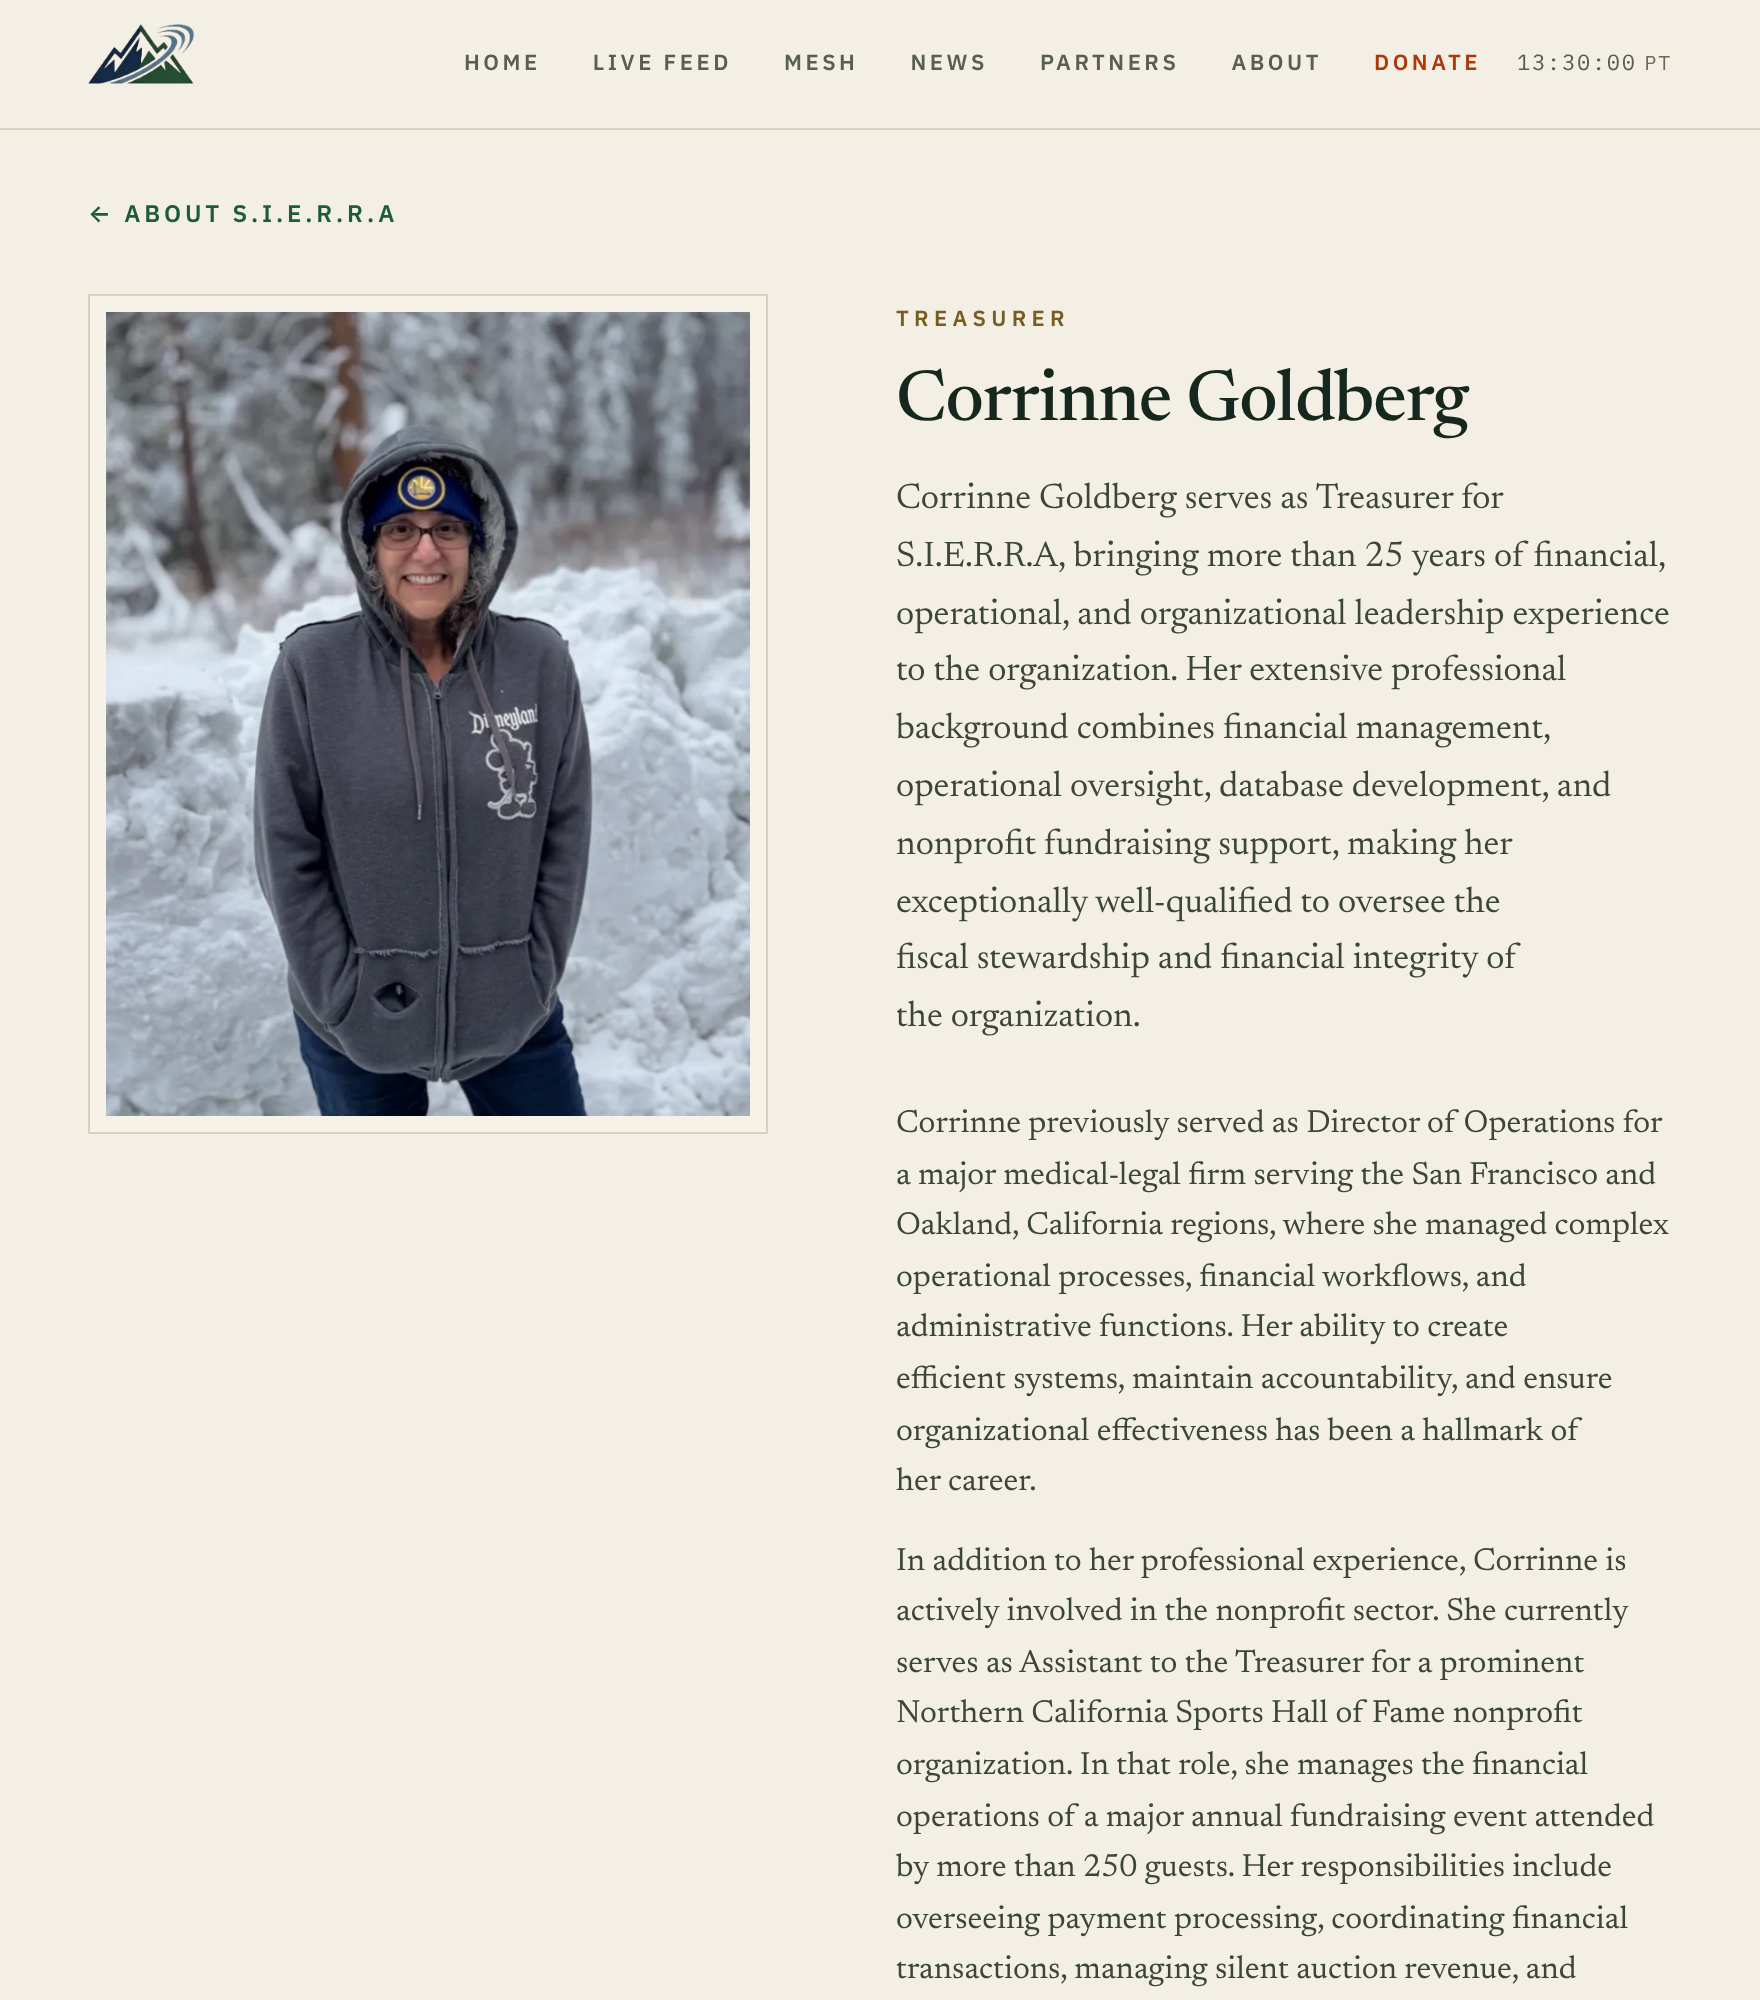 HOME LIVE FEED MESH NEWS PARTNERS ABOUT DONATE 13:30:00 PT
← ABOUT S.I.E.R.R.A
Disneyland
TREASURER
Corrinne Goldberg
Corrinne Goldberg serves as Treasurer for
S.I.E.R.R.A, bringing more than 25 years of financial,
operational, and organizational leadership experience
to the organization. Her extensive professional
background combines financial management,
operational oversight, database development, and
nonprofit fundraising support, making her
exceptionally well-qualified to oversee the
fiscal stewardship and financial integrity of
the organization.
Corrinne previously served as Director of Operations for
a major medical-legal firm serving the San Francisco and
Oakland, California regions, where she managed complex
operational processes, financial workflows, and
administrative functions. Her ability to create
efficient systems, maintain accountability, and ensure
organizational effectiveness has been a hallmark of
her career.
In addition to her professional experience, Corrinne is
actively involved in the nonprofit sector. She currently
serves as Assistant to the Treasurer for a prominent
Northern California Sports Hall of Fame nonprofit
organization. In that role, she manages the financial
operations of a major annual fundraising event attended
by more than 250 guests. Her responsibilities include
overseeing payment processing, coordinating financial
transactions, managing silent auction revenue, and